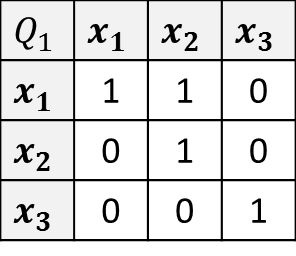 Q₁ x₁ x₂ x₃
x₁ 1 1 0
x₂ 0 1 0
x₃ 0 0 1